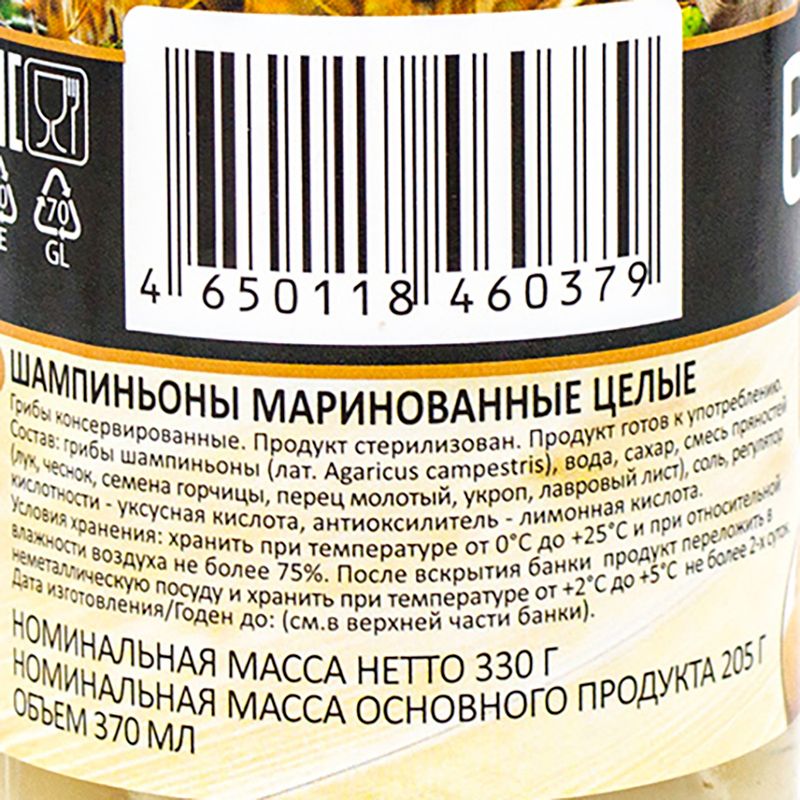 70
GL
4 650118 460379
ШАМПИНЬОНЫ МАРИНОВАННЫЕ ЦЕЛЫЕ
Грибы консервированные. Продукт стерилизован. Продукт готов к употреблению.
Состав: грибы шампиньоны (лат. Agaricus campestris), вода, сахар, смесь пряностей
(лук, чеснок, семена горчицы, перец молотый, укроп, лавровый лист), соль, регулятор
кислотности - уксусная кислота, антиоксилитель - лимонная кислота.
Условия хранения: хранить при температуре от 0°С до +25°С и при относительной
влажности воздуха не более 75%. После вскрытия банки продукт переложить в
неметаллическую посуду и хранить при температуре от +2°С до +5°С не более 2-х суток.
Дата изготовления/Годен до: (см.в верхней части банки).
НОМИНАЛЬНАЯ МАССА НЕТТО 330 Г
НОМИНАЛЬНАЯ МАССА ОСНОВНОГО ПРОДУКТА 205 Г
ОБЪЕМ 370 МЛ